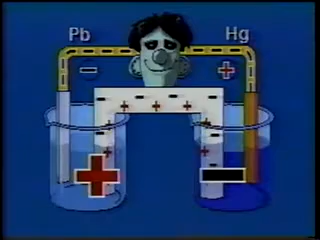 Pb Hg
− +
+ −